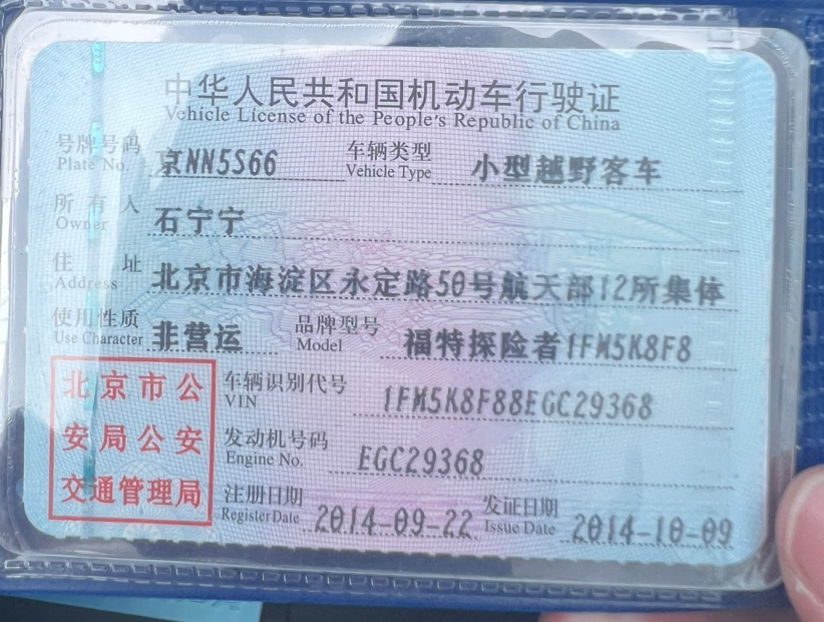 中华人民共和国机动车行驶证
Vehicle License of the People's Republic of China
号牌号码 京NN5S66 车辆类型 小型越野客车
Plate No. Vehicle Type
所有人 石宁宁
Owner
住址 北京市海淀区永定路50号航天部12所集体
Address
使用性质 非营运 品牌型号 福特探险者1FM5K8F8
Use Character Model
北京市公安局公安交通管理局
车辆识别代号 1FM5K8F88EGC29368
VIN
发动机号码 EGC29368
Engine No.
注册日期 2014-09-22 发证日期 2014-10-09
Register Date Issue Date